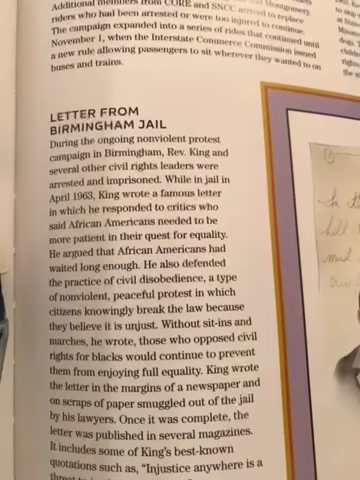 Additional members from CORE and SNCC arrived to replace
riders who had been arrested or were too injured to continue.
The campaign expanded into a series of rides that continued until
November 1, when the Interstate Commerce Commission issued
a new rule allowing passengers to sit wherever they wanted to on
buses and trains.
LETTER FROM
BIRMINGHAM JAIL
During the ongoing nonviolent protest
campaign in Birmingham, Rev. King and
several other civil rights leaders were
arrested and imprisoned. While in jail in
April 1963, King wrote a famous letter
in which he responded to critics who
said African Americans needed to be
more patient in their quest for equality.
He argued that African Americans had
waited long enough. He also defended
the practice of civil disobedience, a type
of nonviolent, peaceful protest in which
citizens knowingly break the law because
they believe it is unjust. Without sit-ins and
marches, he wrote, those who opposed civil
rights for blacks would continue to prevent
them from enjoying full equality. King wrote
the letter in the margins of a newspaper and
on scraps of paper smuggled out of the jail
by his lawyers. Once it was complete, the
letter was published in several magazines.
It includes some of King's best-known
quotations such as, "Injustice anywhere is a